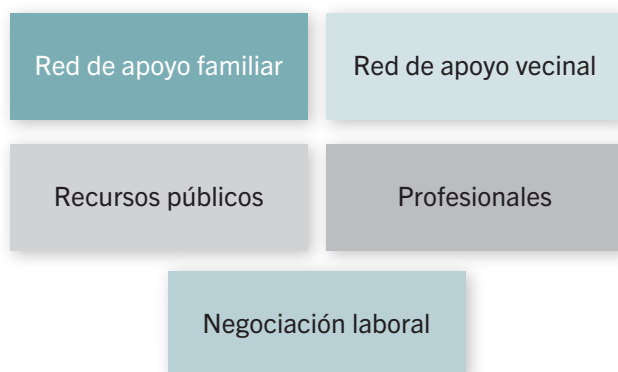 Red de apoyo familiar
Red de apoyo vecinal
Recursos públicos
Profesionales
Negociación laboral